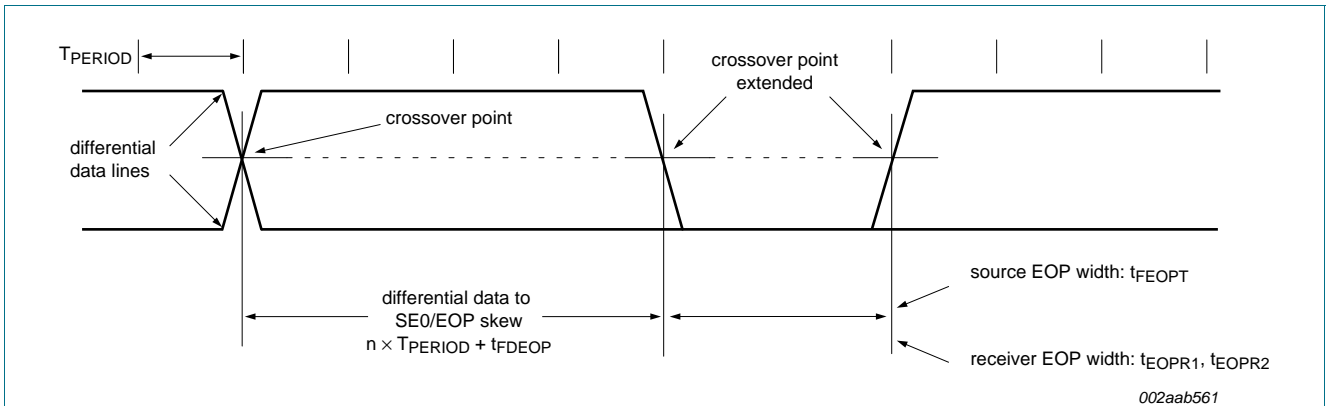 TPERIOD
crossover point
extended
crossover point
differential
data lines
source EOP width: tFEOPT
differential data to
SE0/EOP skew
n × TPERIOD + tFDEOP
receiver EOP width: tEOPR1, tEOPR2
002aab561